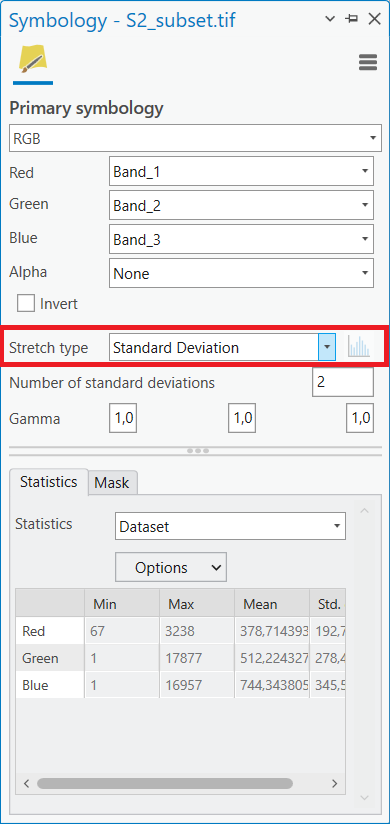 Symbology - S2_subset.tif
Primary symbology
RGB
Red Band_1
Green Band_2
Blue Band_3
Alpha None
Invert
Stretch type Standard Deviation
Number of standard deviations 2
Gamma 1,0 1,0 1,0
Statistics Mask
Statistics Dataset
Options
Min Max Mean Std.
Red 67 3238 378,714393 192,7
Green 1 17877 512,224327 278,4
Blue 1 16957 744,343805 345,5